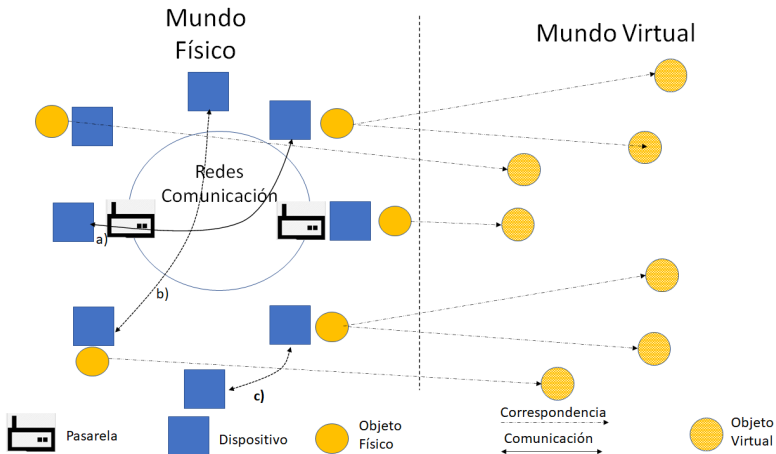 Mundo
Físico
Mundo Virtual
Redes
Comunicación
a)
b)
c)
Pasarela
Dispositivo
Objeto
Físico
Correspondencia
Comunicación
Objeto
Virtual